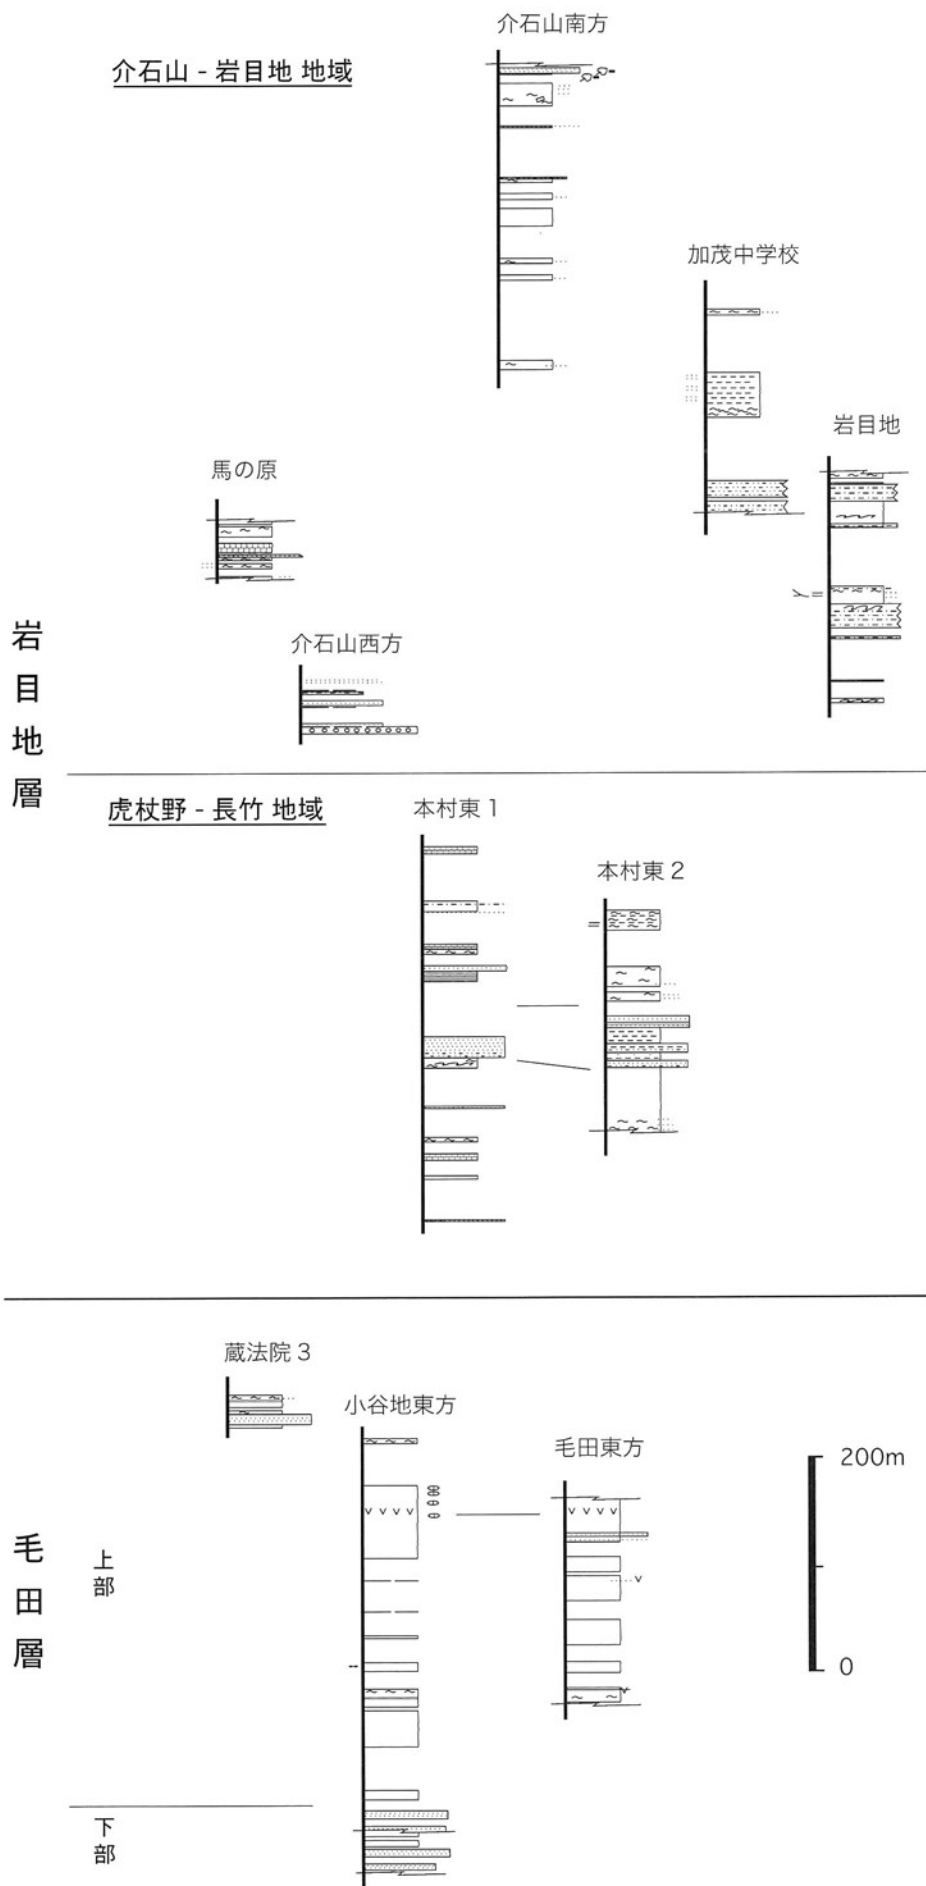 介石山南方
介石山 - 岩目地 地域
加茂中学校
岩目地
馬の原
介石山西方
岩目地層
虎杖野 - 長竹 地域
本村東1
本村東2
蔵法院3
小谷地東方
毛田東方
200m
0
毛田層
上部
下部